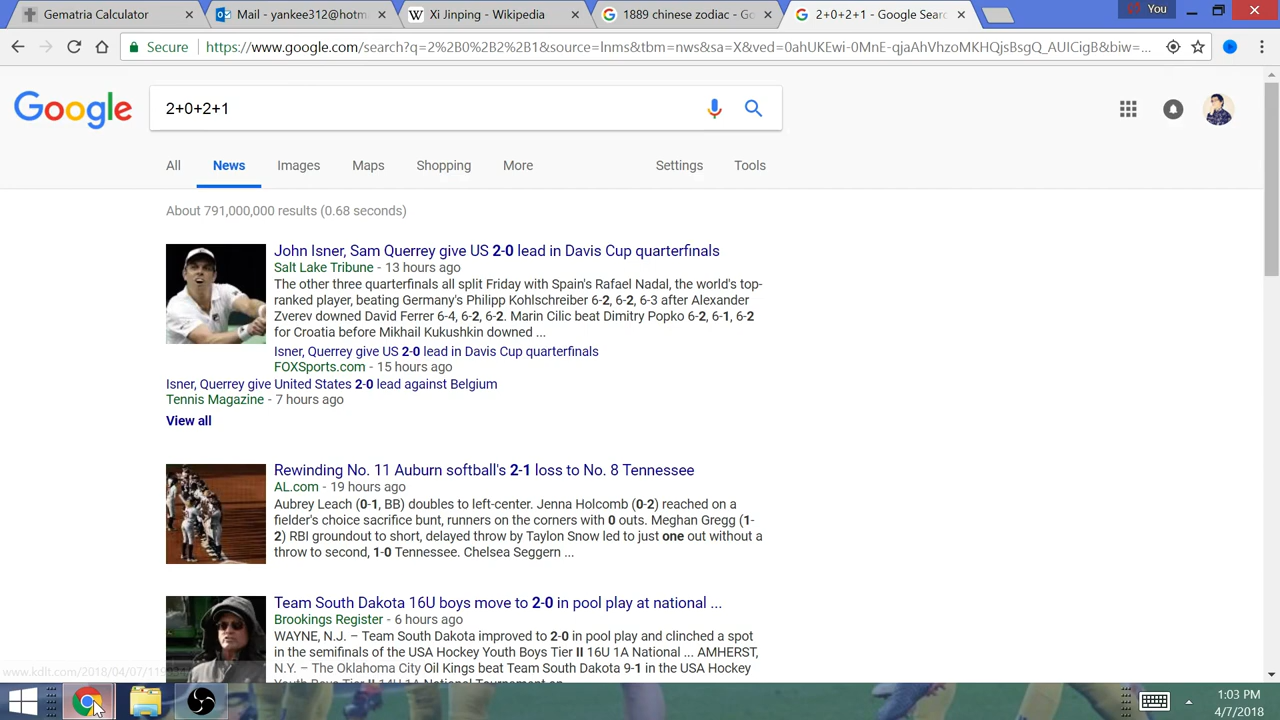 Gematria Calculator
Mail - yankee312@hotm
Xi Jinping - Wikipedia
1889 chinese zodiac - Go
2+0+2+1 - Google Searc
You
Secure
https://www.google.com/search?q=2%2B0%2B2%2B1&source=lnms&tbm=nws&sa=X&ved=0ahUKEwi-0MnE-qjaAhVhzoMKHQjsBsgQ_AUICigB&biw=...
Google
2+0+2+1
All
News
Images
Maps
Shopping
More
Settings
Tools
About 791,000,000 results (0.68 seconds)
John Isner, Sam Querrey give US 2-0 lead in Davis Cup quarterfinals
Salt Lake Tribune - 13 hours ago
The other three quarterfinals all split Friday with Spain's Rafael Nadal, the world's top-
ranked player, beating Germany's Philipp Kohlschreiber 6-2, 6-2, 6-3 after Alexander
Zverev downed David Ferrer 6-4, 6-2, 6-2. Marin Cilic beat Dimitry Popko 6-2, 6-1, 6-2
for Croatia before Mikhail Kukushkin downed ...
Isner, Querrey give US 2-0 lead in Davis Cup quarterfinals
FOXSports.com - 15 hours ago
Isner, Querrey give United States 2-0 lead against Belgium
Tennis Magazine - 7 hours ago
View all
Rewinding No. 11 Auburn softball's 2-1 loss to No. 8 Tennessee
AL.com - 19 hours ago
Aubrey Leach (0-1, BB) doubles to left-center. Jenna Holcomb (0-2) reached on a
fielder's choice sacrifice bunt, runners on the corners with 0 outs. Meghan Gregg (1-
2) RBI groundout to short, delayed throw by Taylon Snow led to just one out without a
throw to second, 1-0 Tennessee. Chelsea Seggern ...
Team South Dakota 16U boys move to 2-0 in pool play at national ...
Brookings Register - 6 hours ago
WAYNE, N.J. – Team South Dakota improved to 2-0 in pool play and clinched a spot
in the semifinals of the USA Hockey Youth Boys Tier II 16U 1A National ... AMHERST,
N.Y. – The Oklahoma City Oil Kings beat Team South Dakota 9-1 in the USA Hockey
1:03 PM
4/7/2018